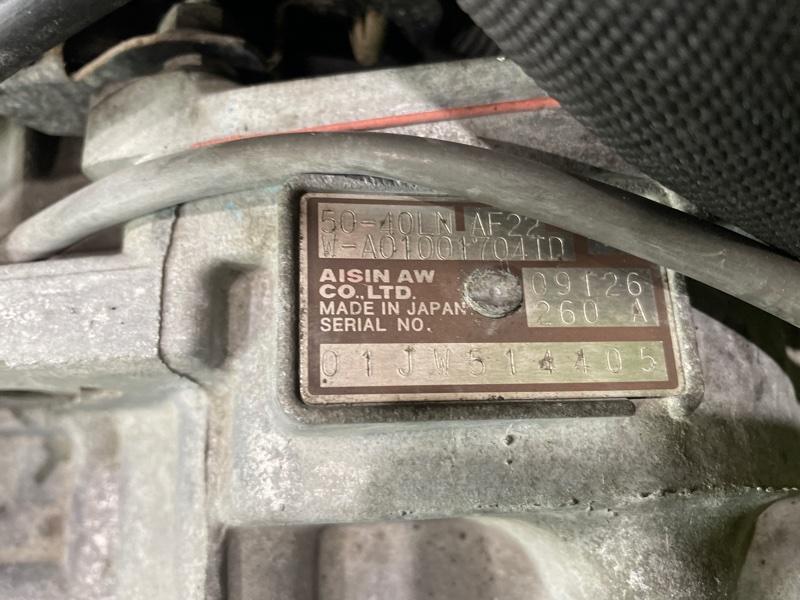 50-40LN AF22
W-A01001704TD
AISIN AW
CO.,LTD.
MADE IN JAPAN
SERIAL NO.
09126
260 A
01JW514405